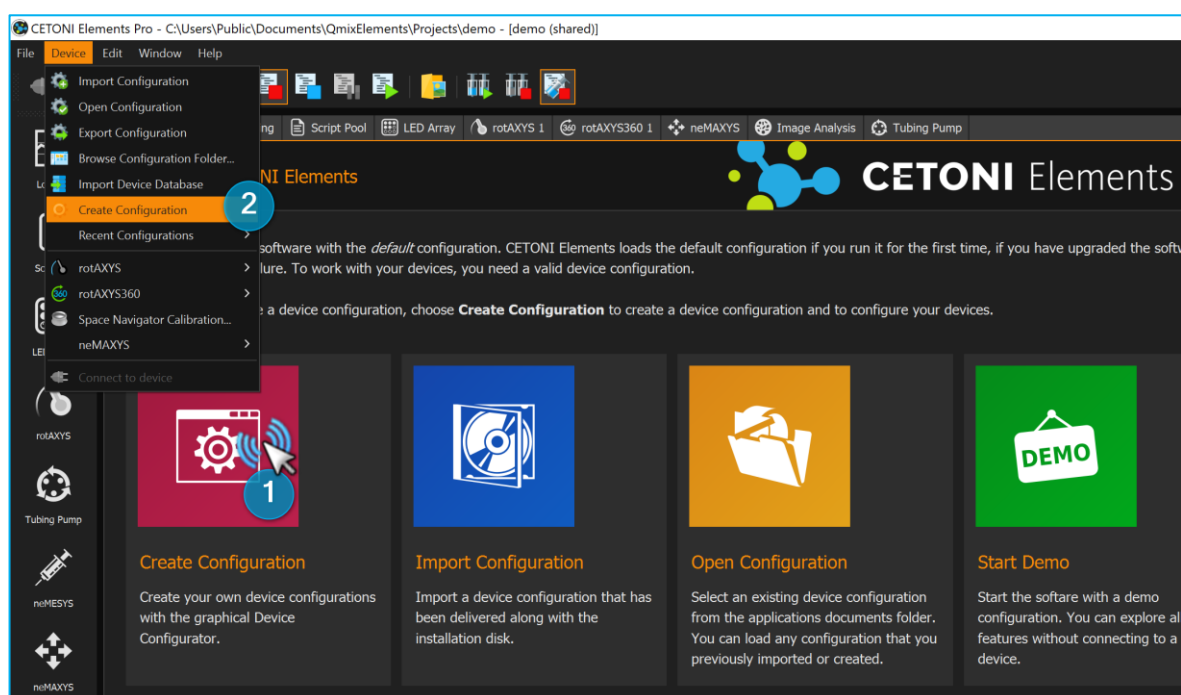 CETONI Elements Pro - C:\Users\Public\Documents\QmixElements\Projects\demo - [demo (shared)]
File Device Edit Window Help
Import Configuration
Open Configuration
Export Configuration
Browse Configuration Folder...
Import Device Database
Create Configuration
2
Recent Configurations
rotAXYS
rotAXYS360
Space Navigator Calibration...
neMAXYS
Connect to device
ng Script Pool LED Array rotAXYS 1 360 rotAXYS360 1 neMAXYS Image Analysis Tubing Pump
NI Elements
CETONI Elements
software with the default configuration. CETONI Elements loads the default configuration if you run it for the first time, if you have upgraded the softw
lure. To work with your devices, you need a valid device configuration.
e a device configuration, choose Create Configuration to create a device configuration and to configure your devices.
rotAXYS
Tubing Pump
neMESYS
neMAXYS
1
DEMO
Create Configuration
Create your own device configurations
with the graphical Device
Configurator.
Import Configuration
Import a device configuration that has
been delivered along with the
installation disk.
Open Configuration
Select an existing device configuration
from the applications documents folder.
You can load any configuration that you
previously imported or created.
Start Demo
Start the softare with a demo
configuration. You can explore al
features without connecting to a
device.